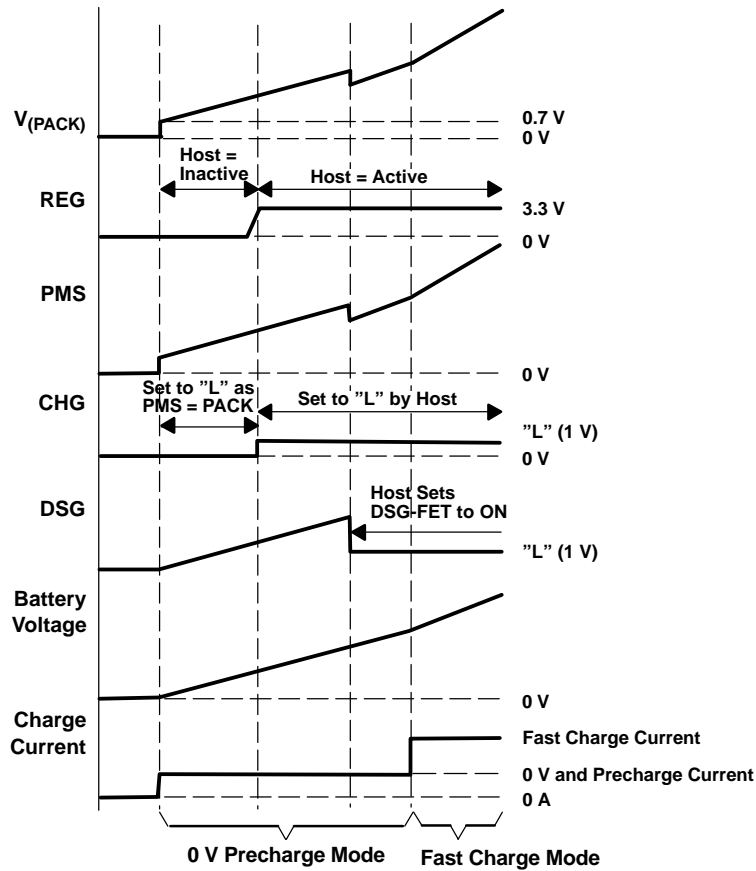 V(PACK)
0.7 V
0 V
Host =
Inactive
Host = Active
REG
3.3 V
0 V
PMS
0 V
Set to ”L” as
PMS = PACK
Set to ”L” by Host
CHG
”L” (1 V)
0 V
Host Sets
DSG-FET to ON
DSG
”L” (1 V)
Battery
Voltage
0 V
Charge
Current
Fast Charge Current
0 V and Precharge Current
0 A
0 V Precharge Mode
Fast Charge Mode